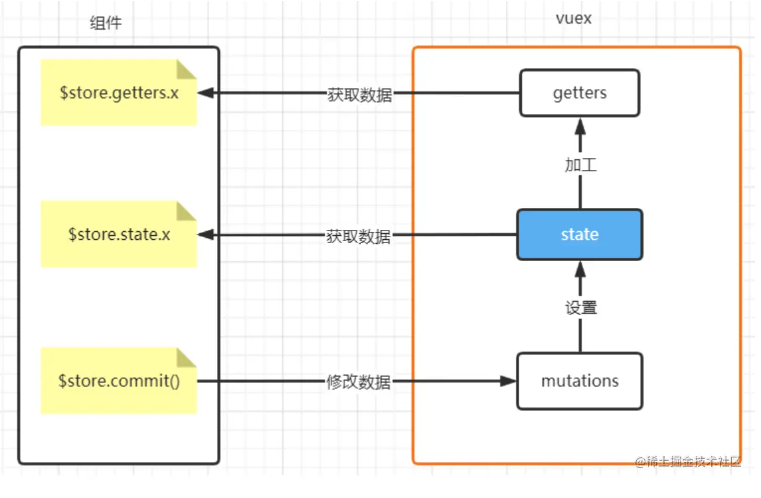 组件
vuex
$store.getters.x
获取数据
getters
加工
$store.state.x
获取数据
state
设置
$store.commit()
修改数据
mutations
@稀土掘金技术社区